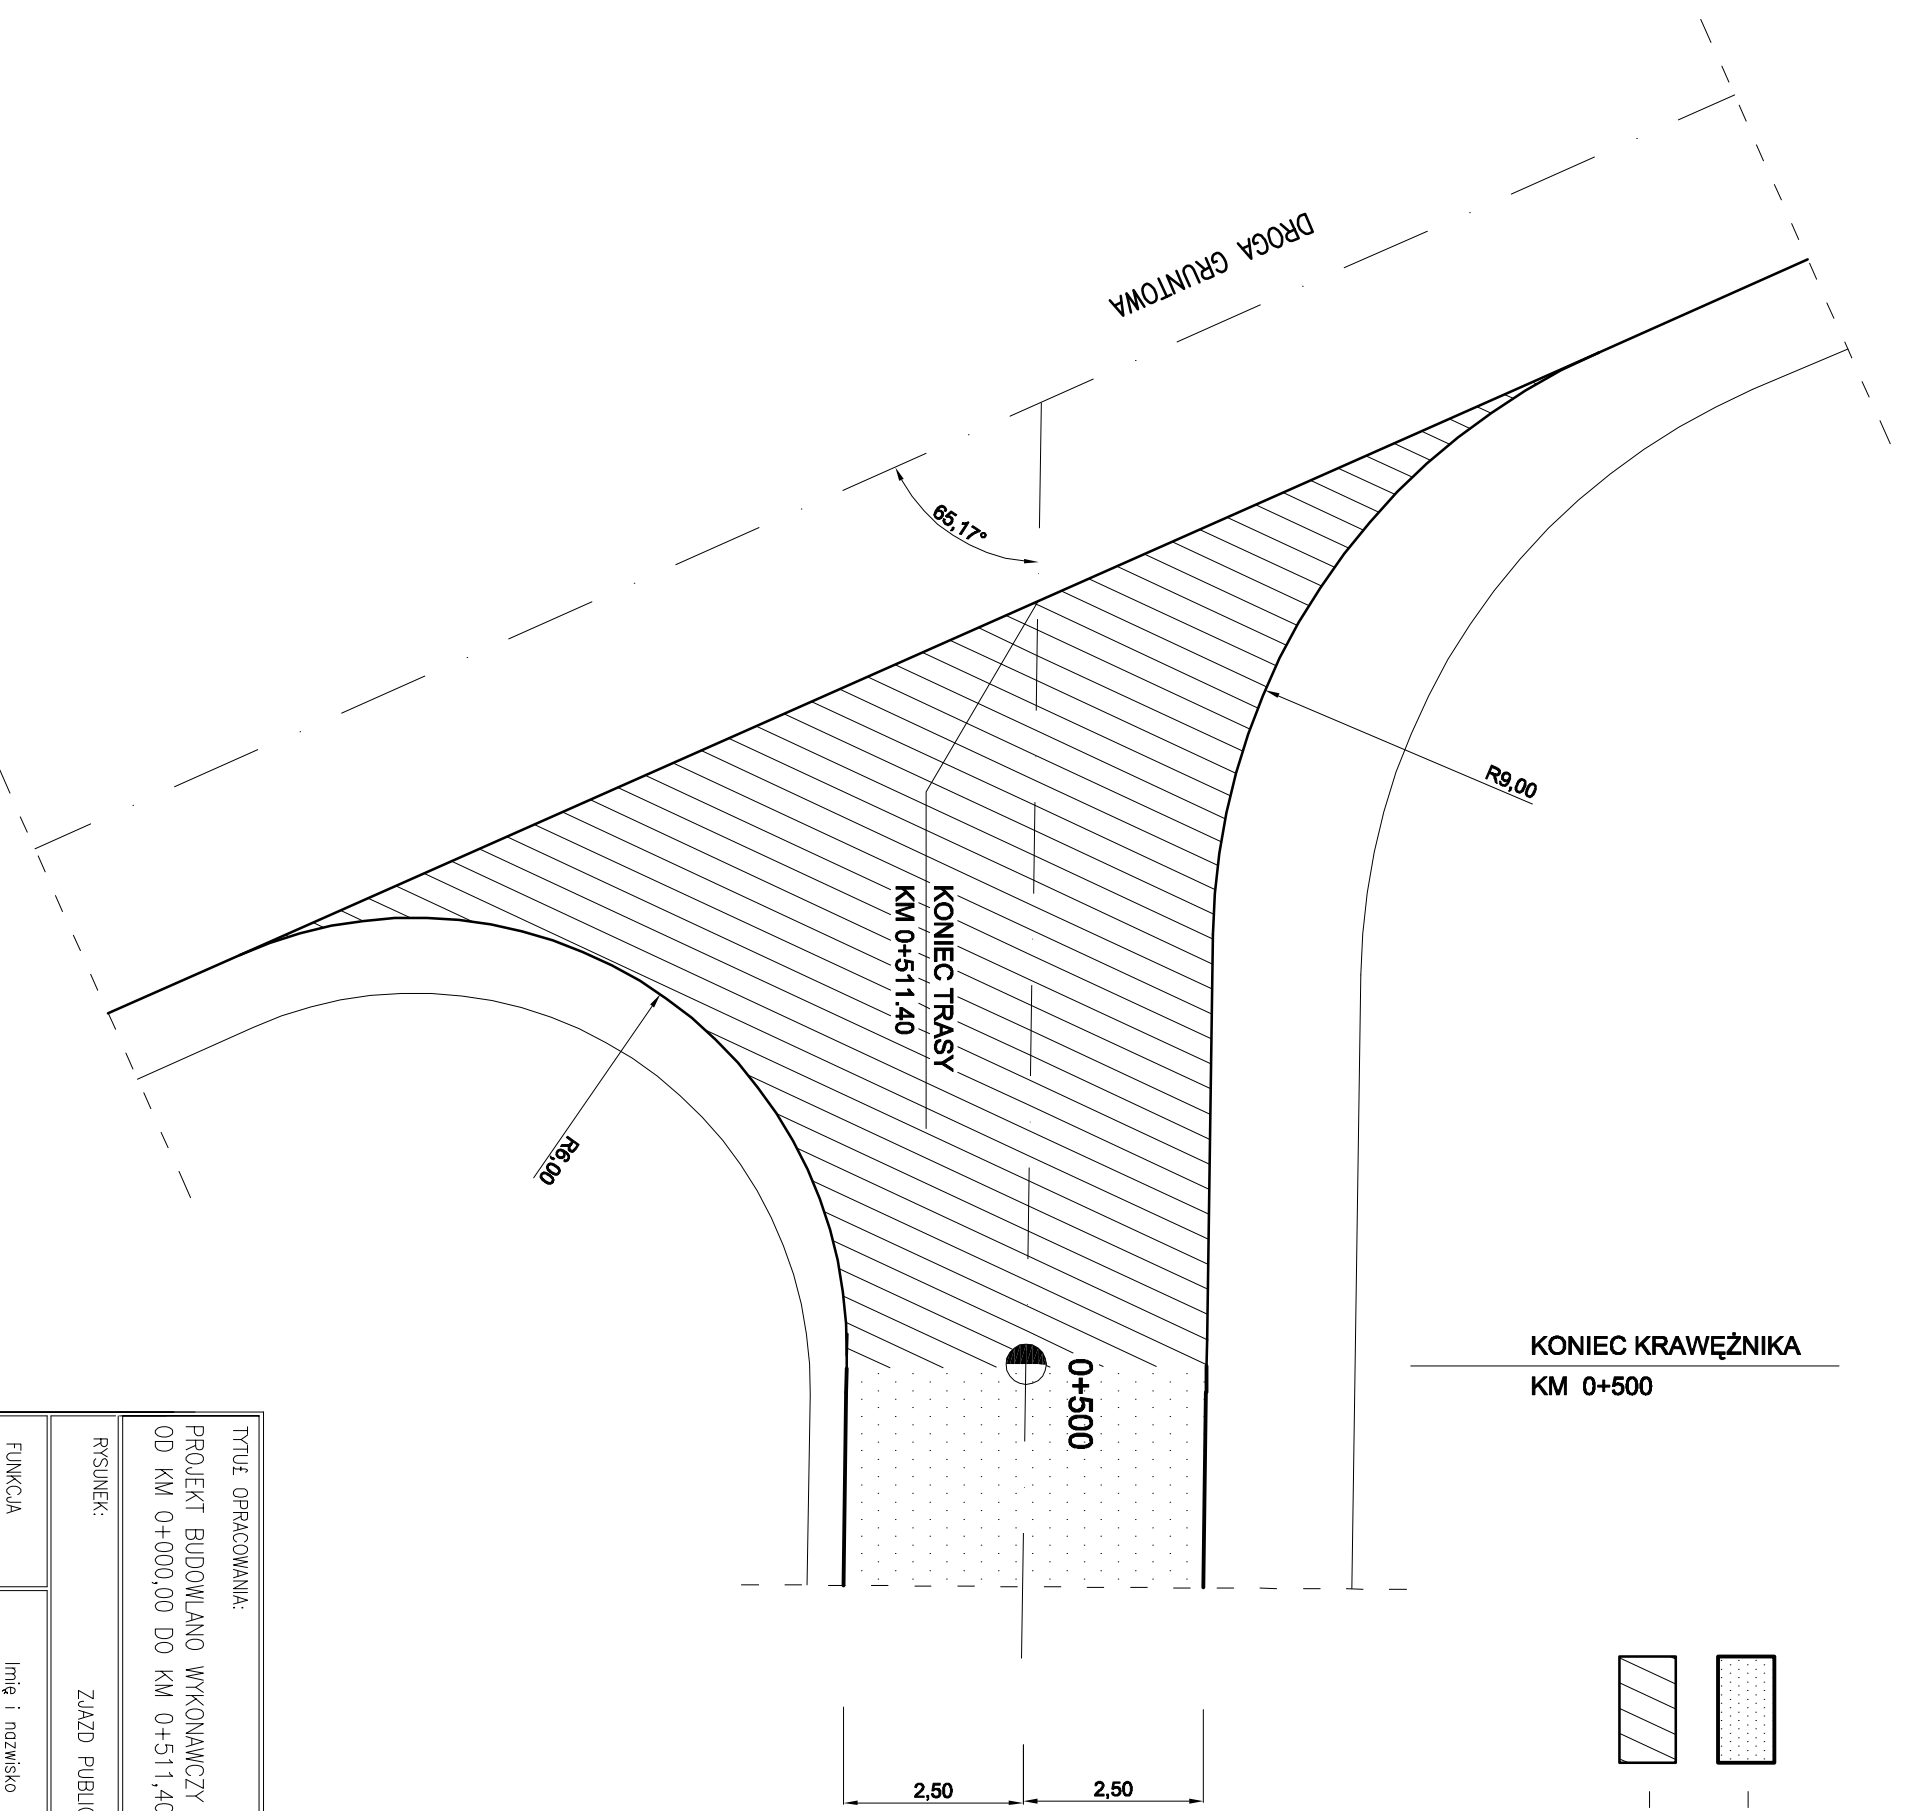 DROGA GRUNTOWA
65,17°
R9,00
KONIEC TRASY
KM 0+511.40
R6,00
KONIEC KRAWĘŻNIKA
KM 0+500
0+500
2,50
2,50
TYTUŁ OPRACOWANIA:
PROJEKT BUDOWLANO WYKONAWCZY
OD KM 0+000,00 DO KM 0+511,40
RYSUNEK:
ZJAZD
FUNKCJA
Imię i nazwisko